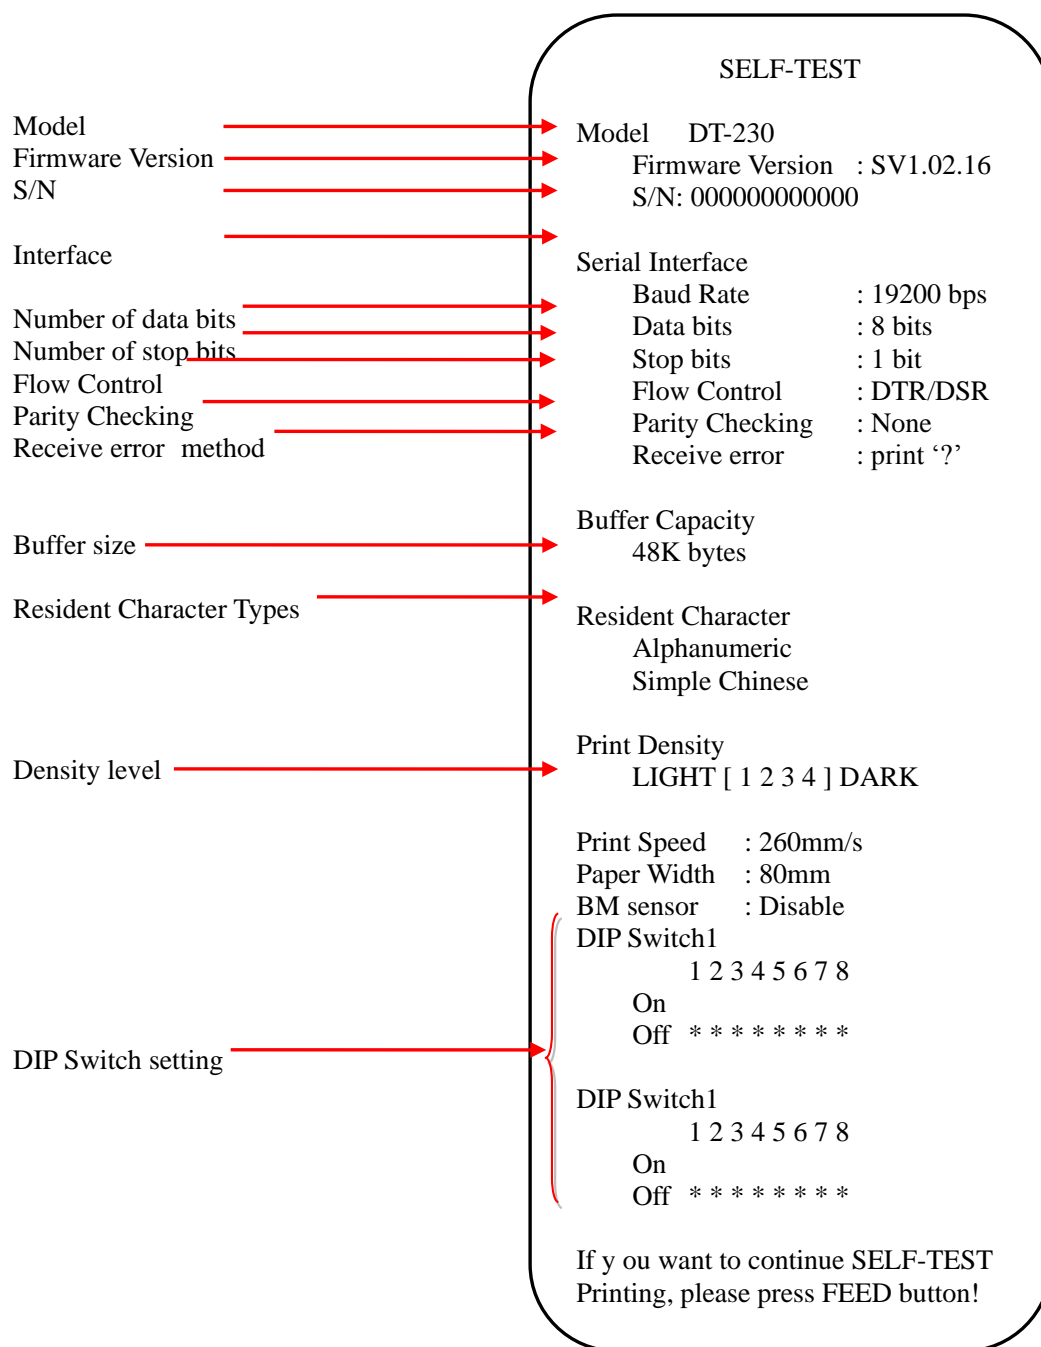 SELF-TEST
Model
Firmware Version
S/N
Interface
Number of data bits
Number of stop bits
Flow Control
Parity Checking
Receive error method
Buffer size
Resident Character Types
Density level
DIP Switch setting
Model DT-230
Firmware Version : SV1.02.16
S/N: 000000000000
Serial Interface
Baud Rate : 19200 bps
Data bits : 8 bits
Stop bits : 1 bit
Flow Control : DTR/DSR
Parity Checking : None
Receive error : print ‘?’
Buffer Capacity
48K bytes
Resident Character
Alphanumeric
Simple Chinese
Print Density
LIGHT [ 1 2 3 4 ] DARK
Print Speed : 260mm/s
Paper Width : 80mm
BM sensor : Disable
DIP Switch1
1 2 3 4 5 6 7 8
On
Off * * * * * * * *
DIP Switch1
1 2 3 4 5 6 7 8
On
Off * * * * * * * *
If y ou want to continue SELF-TEST
Printing, please press FEED button!